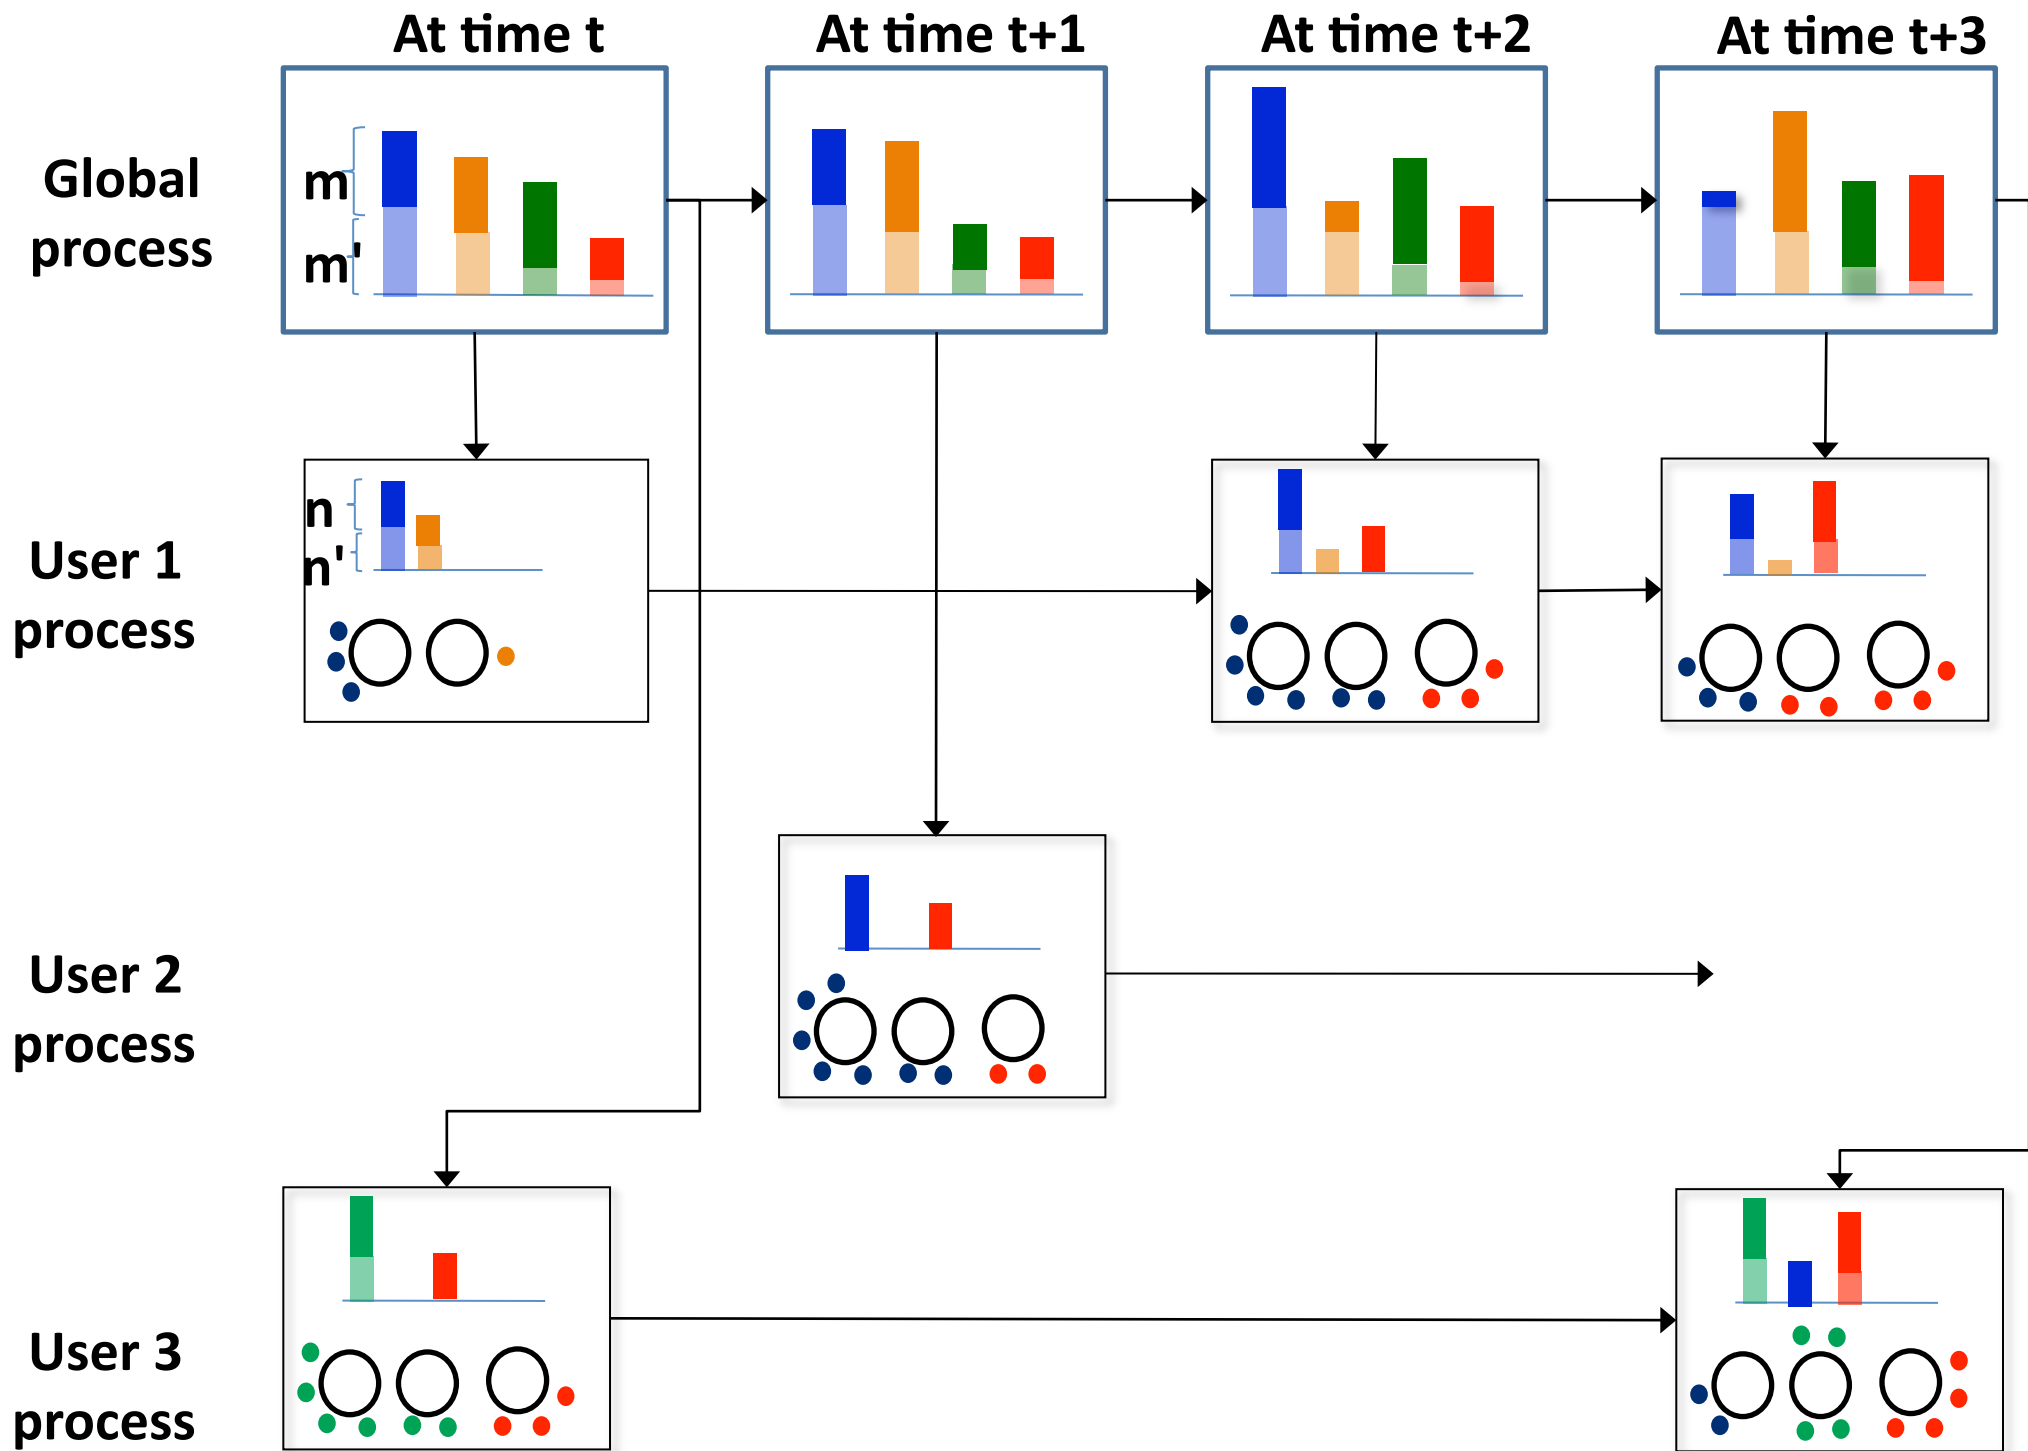 At time t
At time t+1
At time t+2
At time t+3
Global
process
m
m'
User 1
process
n
n'
User 2
process
User 3
process